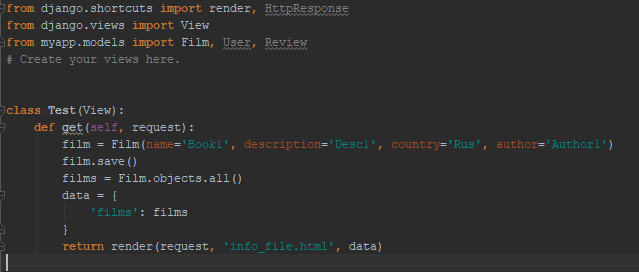 from django.shortcuts import render, HttpResponse
from django.views import View
from myapp.models import Film, User, Review
# Create your views here.
class Test(View):
def get(self, request):
film = Film(name='Book1', description='Desc1', country='Rus', author='Author1')
film.save()
films = Film.objects.all()
data = {
'films': films
}
return render(request, 'info_file.html', data)